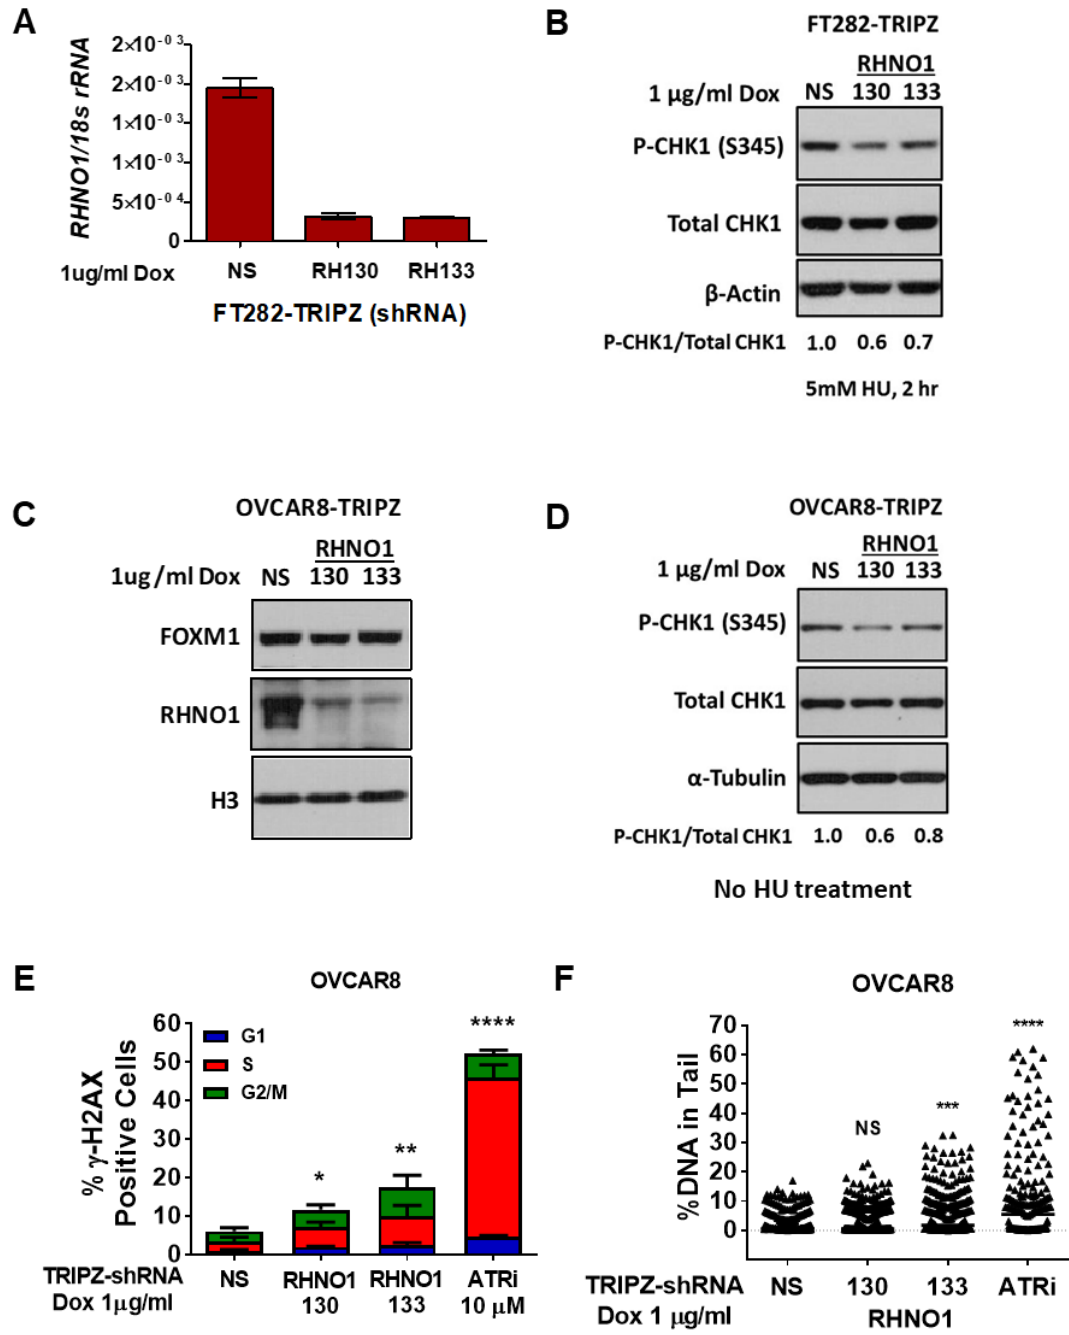 A
RHNO1/18s rRNA
2×10⁻⁰³
2×10⁻⁰³
1×10⁻⁰³
1×10⁻⁰³
5×10⁻⁰⁴
0
1ug/ml Dox NS RH130 RH133
FT282-TRIPZ (shRNA)
B
FT282-TRIPZ
RHNO1
1 µg/ml Dox NS 130 133
P-CHK1 (S345)
Total CHK1
β-Actin
P-CHK1/Total CHK1 1.0 0.6 0.7
5mM HU, 2 hr
C
OVCAR8-TRIPZ
RHNO1
1ug/ml Dox NS 130 133
FOXM1
RHNO1
H3
D
OVCAR8-TRIPZ
RHNO1
1 µg/ml Dox NS 130 133
P-CHK1 (S345)
Total CHK1
α-Tubulin
P-CHK1/Total CHK1 1.0 0.6 0.8
No HU treatment
E
OVCAR8
% γ-H2AX
Positive Cells
60
50
40
30
20
10
0
G1
S
G2/M
*
**
****
TRIPZ-shRNA NS RHNO1 RHNO1 ATRi
Dox 1µg/ml 130 133 10 µM
F
OVCAR8
% DNA in Tail
70
60
50
40
30
20
10
0
NS
***
****
TRIPZ-shRNA NS 130 133 ATRi
Dox 1 µg/ml RHNO1